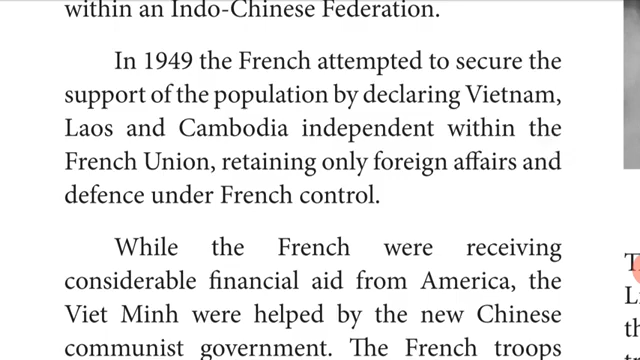 within an Indo-Chinese Federation.
In 1949 the French attempted to secure the
support of the population by declaring Vietnam,
Laos and Cambodia independent within the
French Union, retaining only foreign affairs and
defence under French control.
While the French were receiving
considerable financial aid from America, the
Viet Minh were helped by the new Chinese
communist government. The French troops